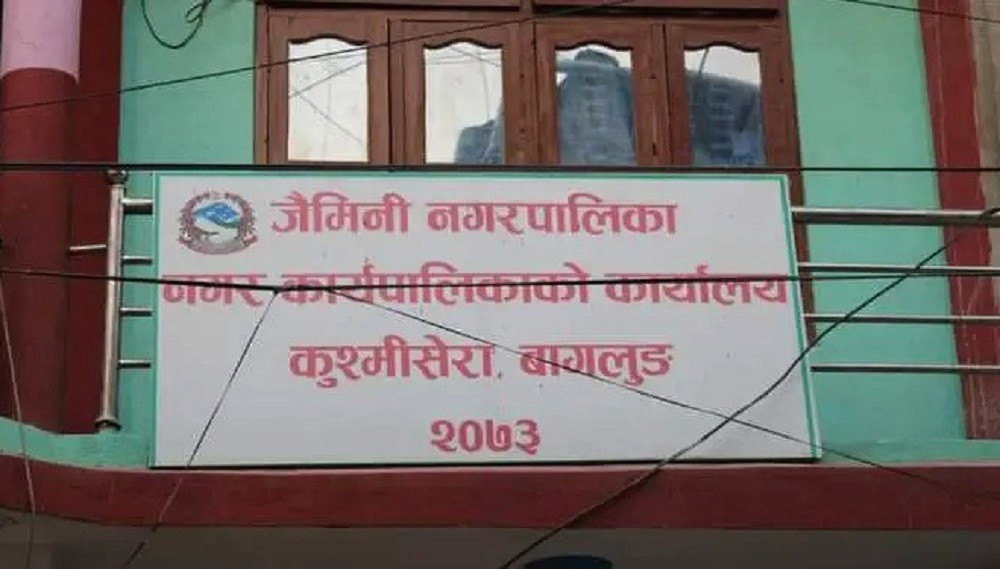 जैमिनी नगरपालिका
नगर कार्यपालिकाको कार्यालय
कुश्मीसेरा, बागलुङ
२०७३